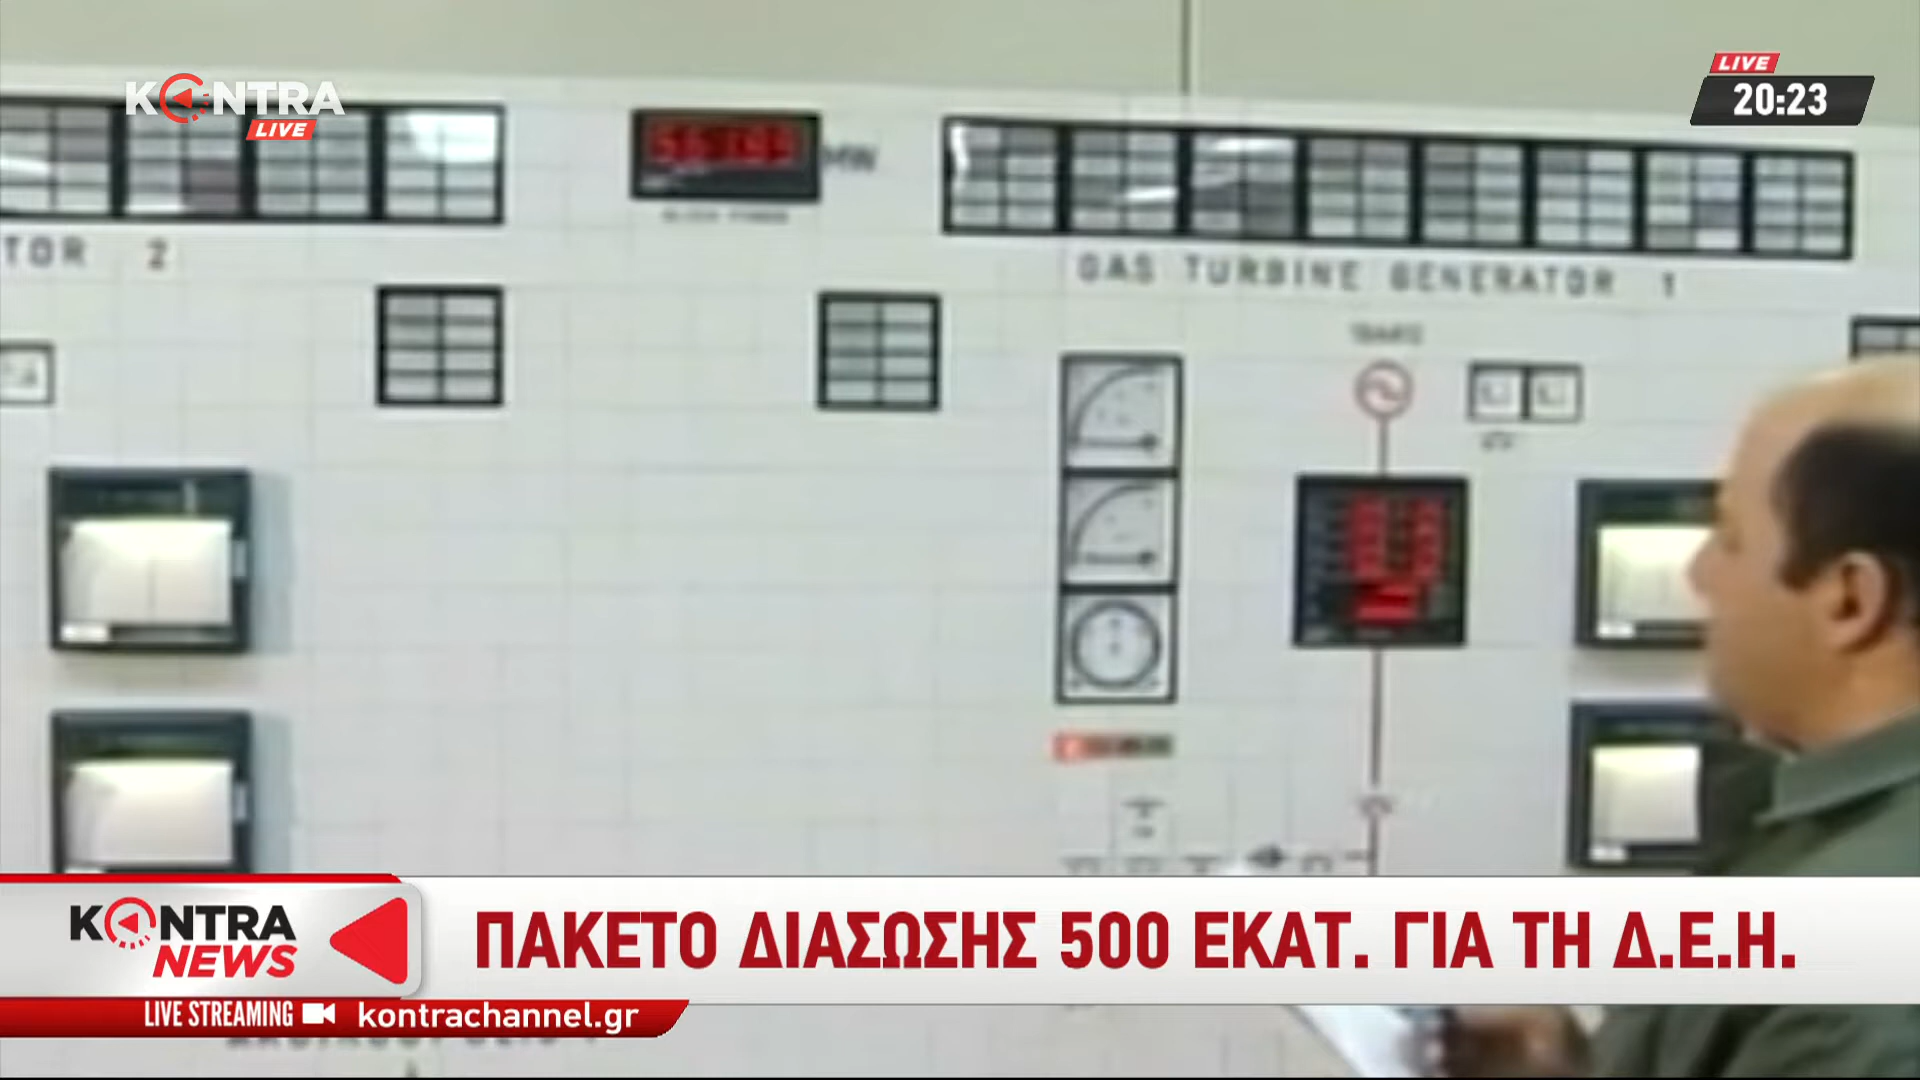 KONTRA
LIVE
LIVE
20:23
MW
TOR 2
GAS TURBINE GENERATOR 1
KONTRA
NEWS
ΠΑΚΕΤΟ ΔΙΑΣΩΣΗΣ 500 ΕΚΑΤ. ΓΙΑ ΤΗ Δ.Ε.Η.
LIVE STREAMING kontrachannel.gr